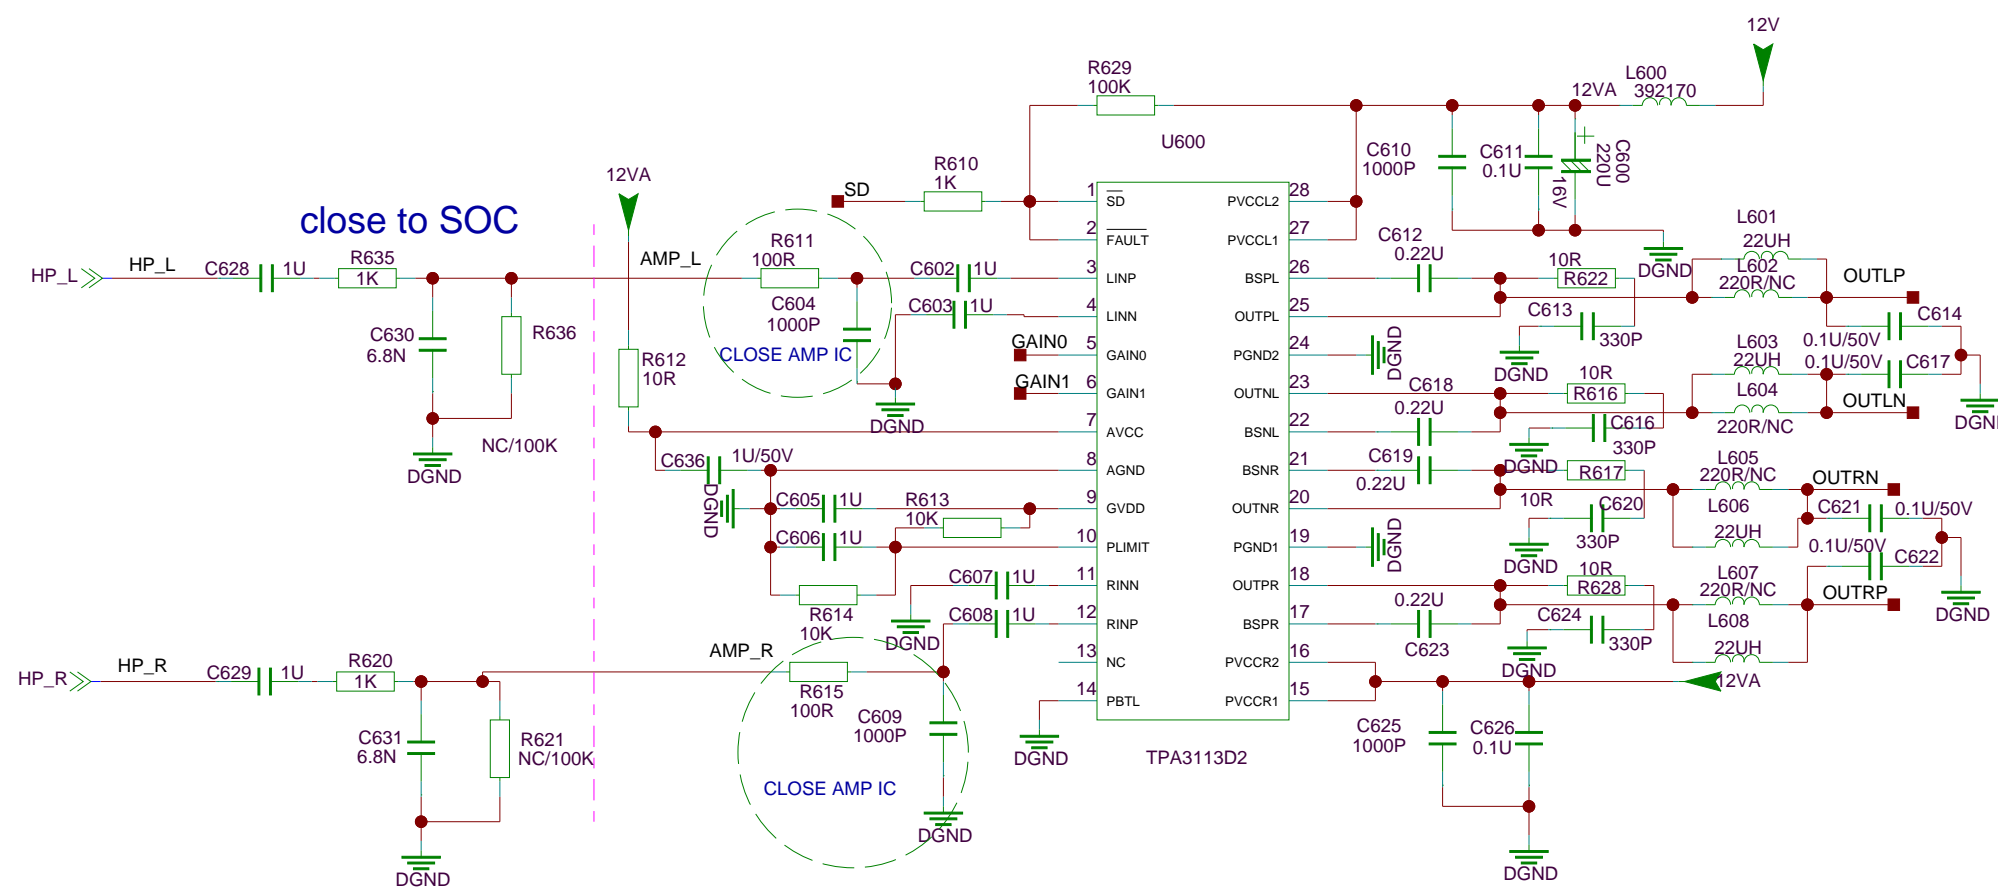 12V
R629
100K
L600
392170
12VA
U600
C610
1000P
C611
0.1U
C600
220U
16V
DGND
R610
1K
SD
12VA
close to SOC
HP_L
HP_L
C628
1U
R635
1K
C630
6.8N
R636
NC/100K
DGND
AMP_L
R611
100R
C604
1000P
CLOSE AMP IC
C602
1U
C603
1U
DGND
GAIN0
GAIN1
R612
10R
C636
1U/50V
DGND
C605
1U
R613
10K
C606
1U
R614
10K
C607
1U
DGND
C608
1U
HP_R
HP_R
C629
1U
R620
1K
C631
6.8N
R621
NC/100K
DGND
AMP_R
R615
100R
C609
1000P
CLOSE AMP IC
DGND
DGND
1 SD
2 FAULT
3 LINP
4 LINN
5 GAIN0
6 GAIN1
7 AVCC
8 AGND
9 GVDD
10 PLIMIT
11 RINN
12 RINP
13 NC
14 PBTL
PVCCL2 28
PVCCL1 27
BSPL 26
OUTPL 25
PGND2 24
OUTNL 23
BSNL 22
BSNR 21
OUTNR 20
PGND1 19
OUTPR 18
BSPR 17
PVCCR2 16
PVCCR1 15
TPA3113D2
C612
0.22U
10R
R622
C613
330P
DGND
DGND
L601
22UH
L602
220R/NC
OUTLP
C614
0.1U/50V
L603
22UH
0.1U/50V
C617
L604
220R/NC
OUTLN
DGND
C618
0.22U
10R
R616
C616
330P
DGND
C619
0.22U
R617
10R
C620
330P
DGND
DGND
L605
220R/NC
OUTRN
L606
22UH
C621
0.1U/50V
0.1U/50V
C622
L607
220R/NC
OUTRP
L608
22UH
DGND
10R
R628
0.22U
C623
C624
330P
DGND
12VA
C625
1000P
C626
0.1U
DGND